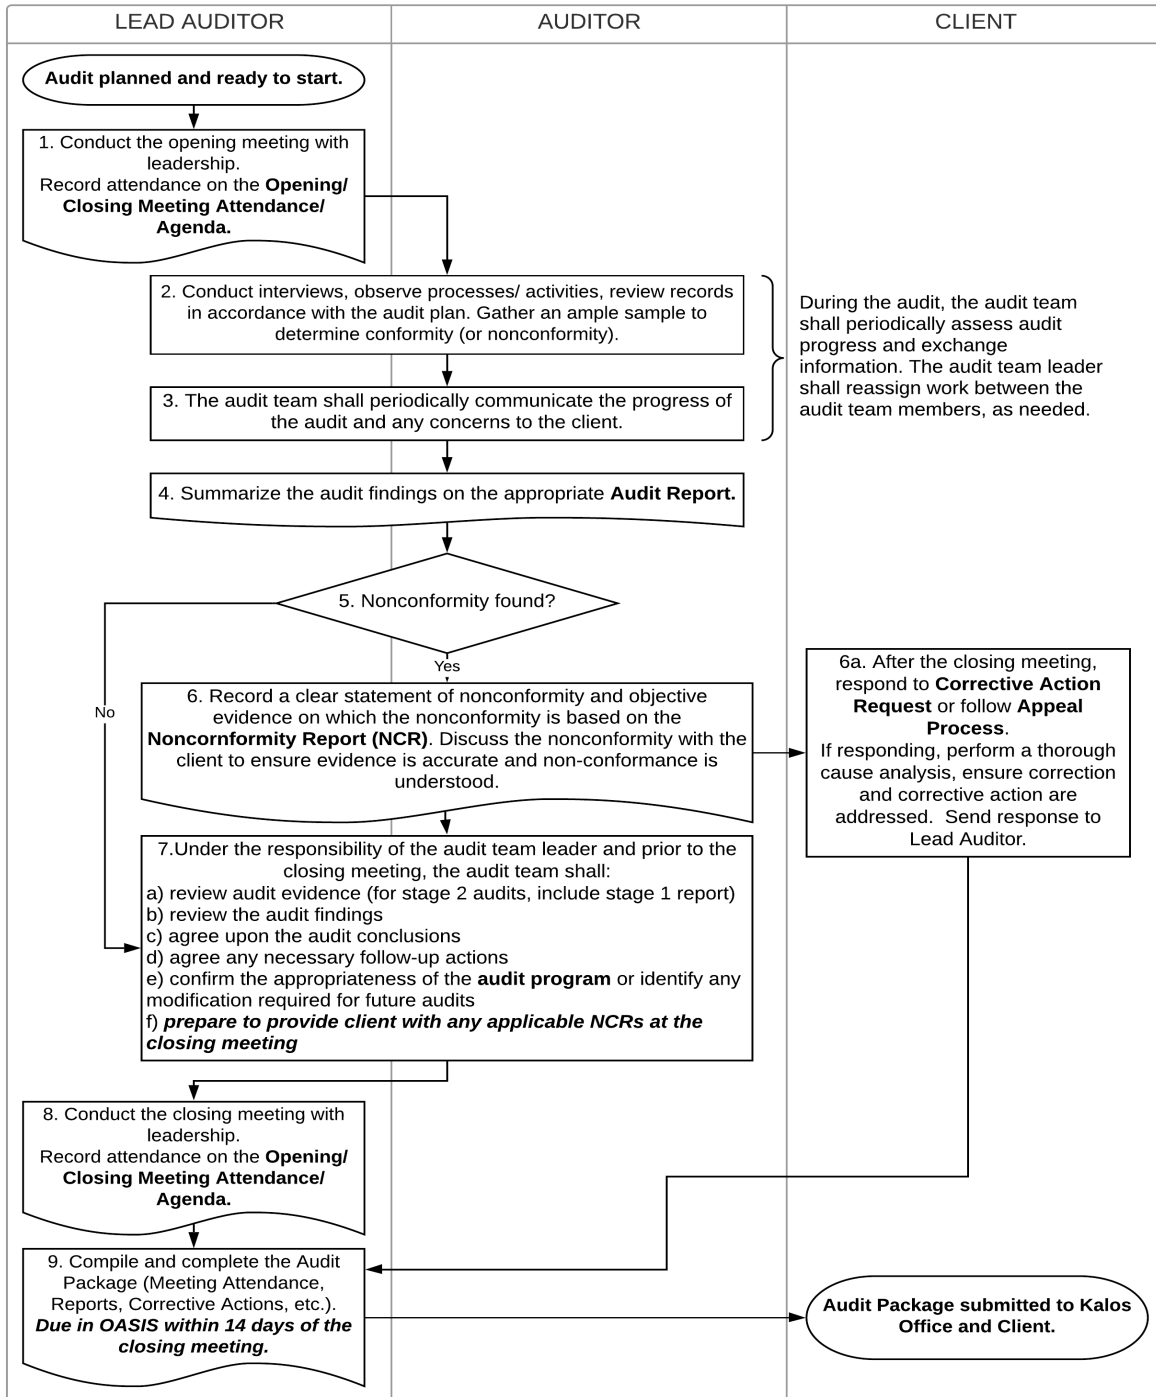 LEAD AUDITOR
AUDITOR
CLIENT
Audit planned and ready to start.
1. Conduct the opening meeting with
leadership.
Record attendance on the Opening/
Closing Meeting Attendance/
Agenda.
2. Conduct interviews, observe processes/ activities, review records
in accordance with the audit plan. Gather an ample sample to
determine conformity (or nonconformity).
During the audit, the audit team
shall periodically assess audit
progress and exchange
information. The audit team leader
shall reassign work between the
audit team members, as needed.
3. The audit team shall periodically communicate the progress of
the audit and any concerns to the client.
4. Summarize the audit findings on the appropriate Audit Report.
5. Nonconformity found?
Yes
No
6. Record a clear statement of nonconformity and objective
evidence on which the nonconformity is based on the
Noncornformity Report (NCR). Discuss the nonconformity with the
client to ensure evidence is accurate and non-conformance is
understood.
6a. After the closing meeting,
respond to Corrective Action
Request or follow Appeal
Process.
If responding, perform a thorough
cause analysis, ensure correction
and corrective action are
addressed. Send response to
Lead Auditor.
7.Under the responsibility of the audit team leader and prior to the
closing meeting, the audit team shall:
a) review audit evidence (for stage 2 audits, include stage 1 report)
b) review the audit findings
c) agree upon the audit conclusions
d) agree any necessary follow-up actions
e) confirm the appropriateness of the audit program or identify any
modification required for future audits
f) prepare to provide client with any applicable NCRs at the
closing meeting
8. Conduct the closing meeting with
leadership.
Record attendance on the Opening/
Closing Meeting Attendance/
Agenda.
9. Compile and complete the Audit
Package (Meeting Attendance,
Reports, Corrective Actions, etc.).
Due in OASIS within 14 days of the
closing meeting.
Audit Package submitted to Kalos
Office and Client.